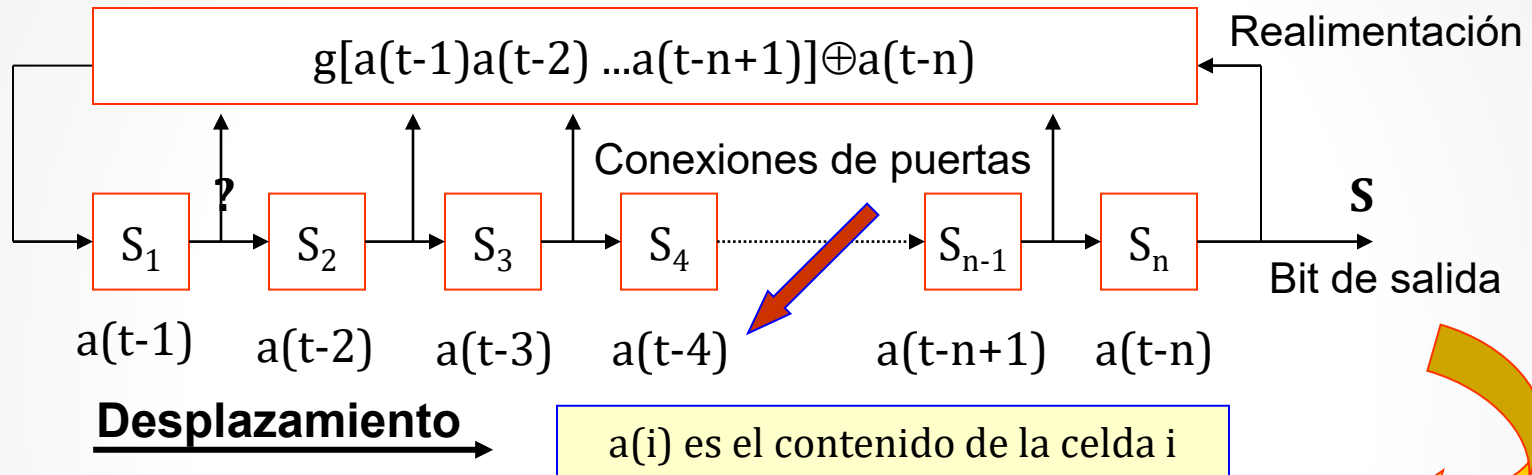 Realimentación
g[a(t-1)a(t-2) ...a(t-n+1)]⊕a(t-n)
Conexiones de puertas
?
S
S₁ S₂ S₃ S₄ Sₙ₋₁ Sₙ
Bit de salida
a(t-1) a(t-2) a(t-3) a(t-4) a(t-n+1) a(t-n)
Desplazamiento
a(i) es el contenido de la celda i